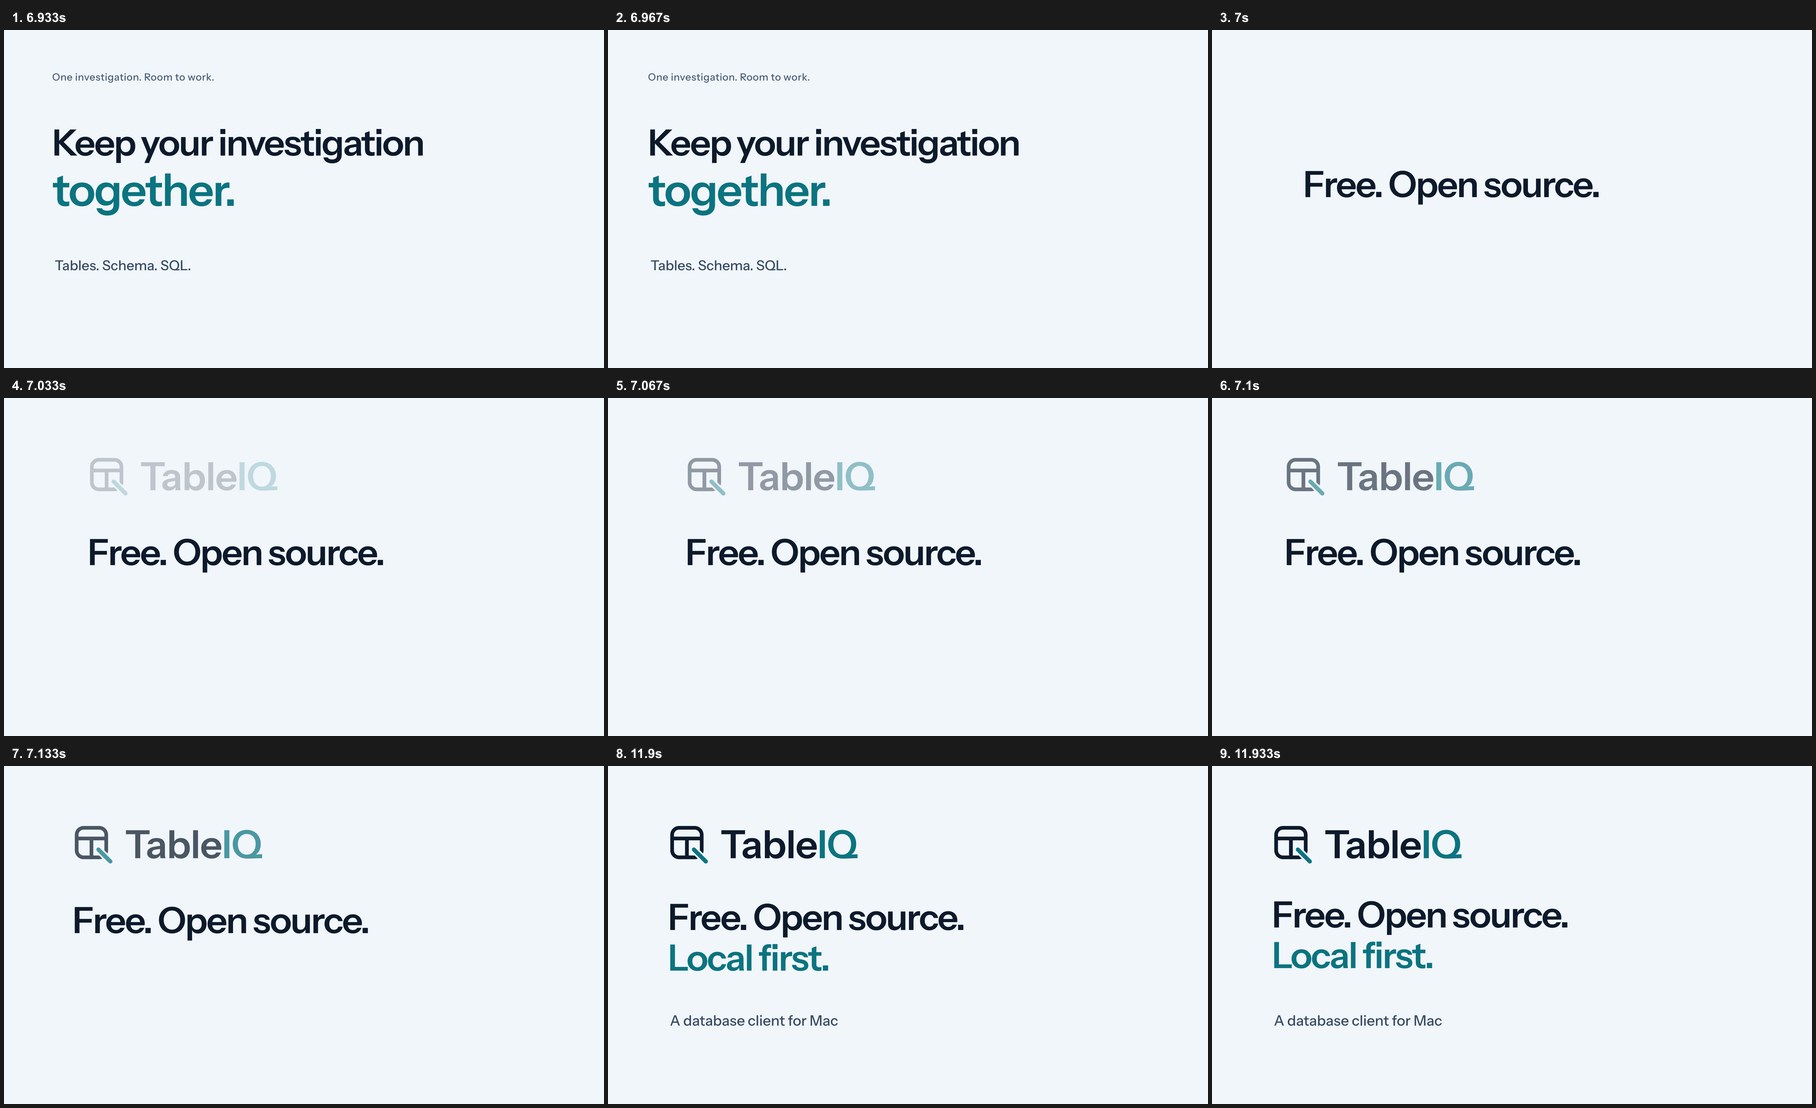 1. 6.933s
One investigation. Room to work.
Keep your investigation
together.
Tables. Schema. SQL.
2. 6.967s
One investigation. Room to work.
Keep your investigation
together.
Tables. Schema. SQL.
3. 7s
Free. Open source.
4. 7.033s
TableIQ
Free. Open source.
5. 7.067s
TableIQ
Free. Open source.
6. 7.1s
TableIQ
Free. Open source.
7. 7.133s
TableIQ
Free. Open source.
8. 11.9s
TableIQ
Free. Open source.
Local first.
A database client for Mac
9. 11.933s
TableIQ
Free. Open source.
Local first.
A database client for Mac